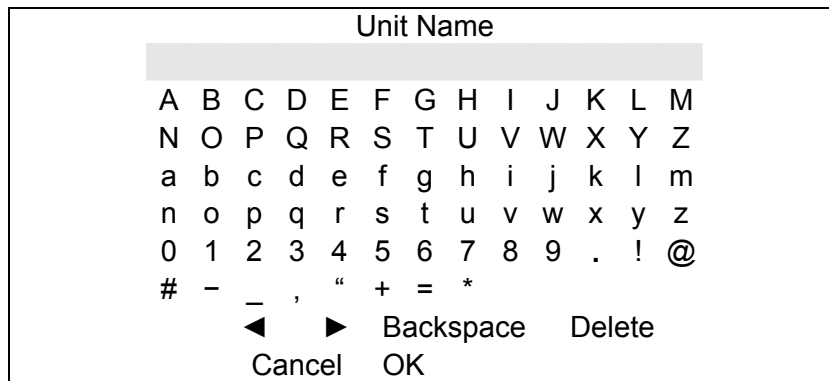 Unit Name
A B C D E F G H I J K L M
N O P Q R S T U V W X Y Z
a b c d e f g h i j k l m
n o p q r s t u v w x y z
0 1 2 3 4 5 6 7 8 9 . ! @
# − _ , “ + = *
◄ ► Backspace Delete
Cancel OK